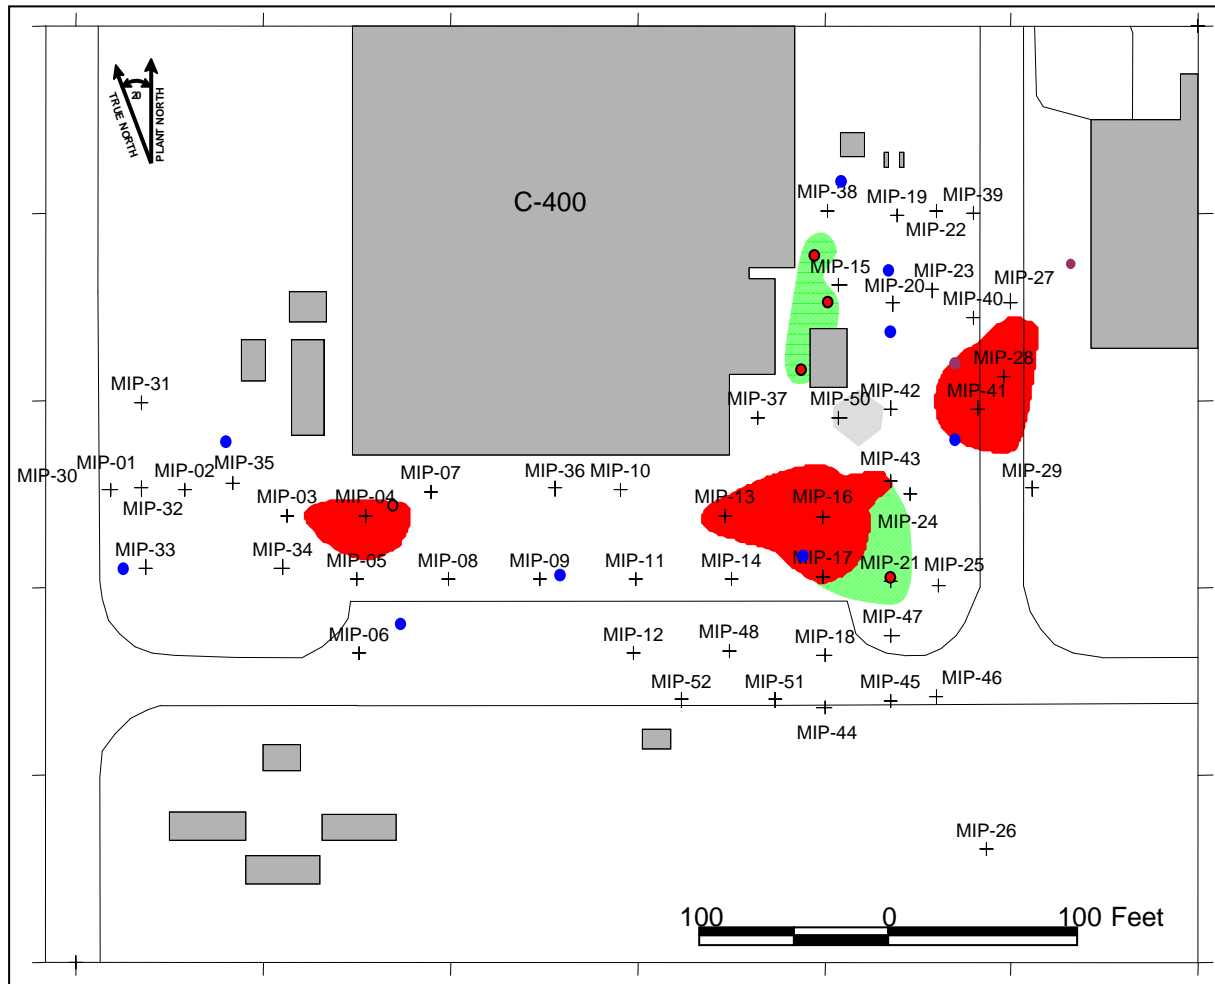 20
TRUE NORTH
PLANT NORTH
C-400
MIP-38
MIP-19
MIP-39
MIP-22
MIP-15
MIP-23
MIP-27
MIP-20
MIP-40
MIP-28
MIP-31
MIP-37
MIP-50
MIP-42
MIP-41
MIP-30
MIP-01
MIP-02
MIP-35
MIP-07
MIP-36
MIP-10
MIP-43
MIP-29
MIP-32
MIP-03
MIP-04
MIP-13
MIP-16
MIP-24
MIP-33
MIP-34
MIP-05
MIP-08
MIP-09
MIP-11
MIP-14
MIP-17
MIP-21
MIP-25
MIP-06
MIP-12
MIP-48
MIP-18
MIP-47
MIP-52
MIP-51
MIP-45
MIP-46
MIP-44
MIP-26
100 0 100 Feet